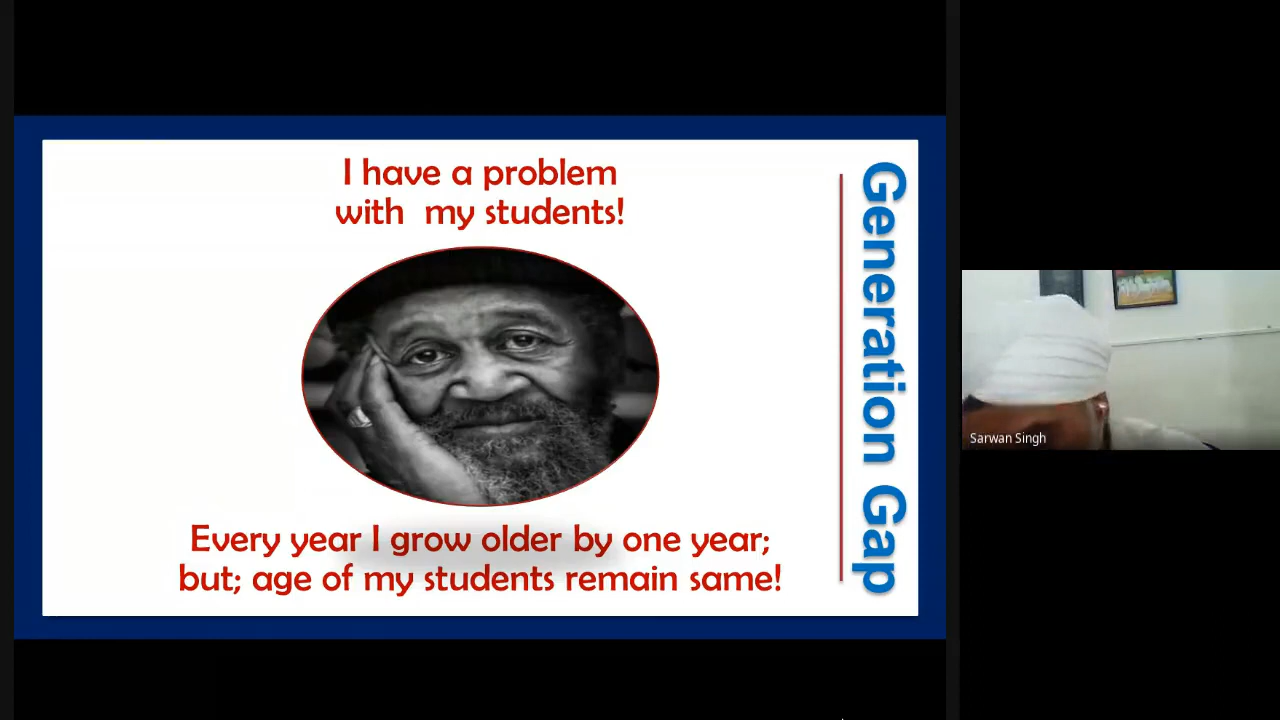 I have a problem
with my students!
Every year I grow older by one year;
but; age of my students remain same!
Generation Gap
Sarwan Singh